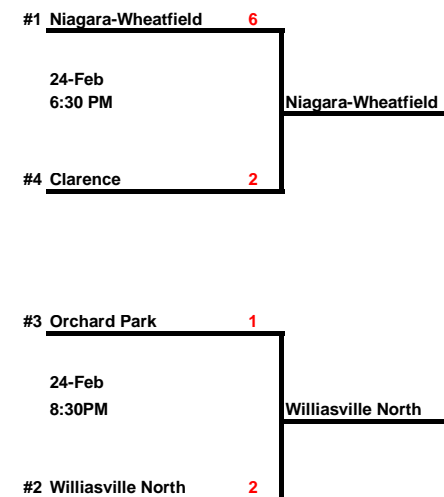 #1 Niagara-Wheatfield 6
24-Feb
6:30 PM Niagara-Wheatfield
#4 Clarence 2
#3 Orchard Park 1
24-Feb
8:30PM Williasville North
#2 Williasville North 2